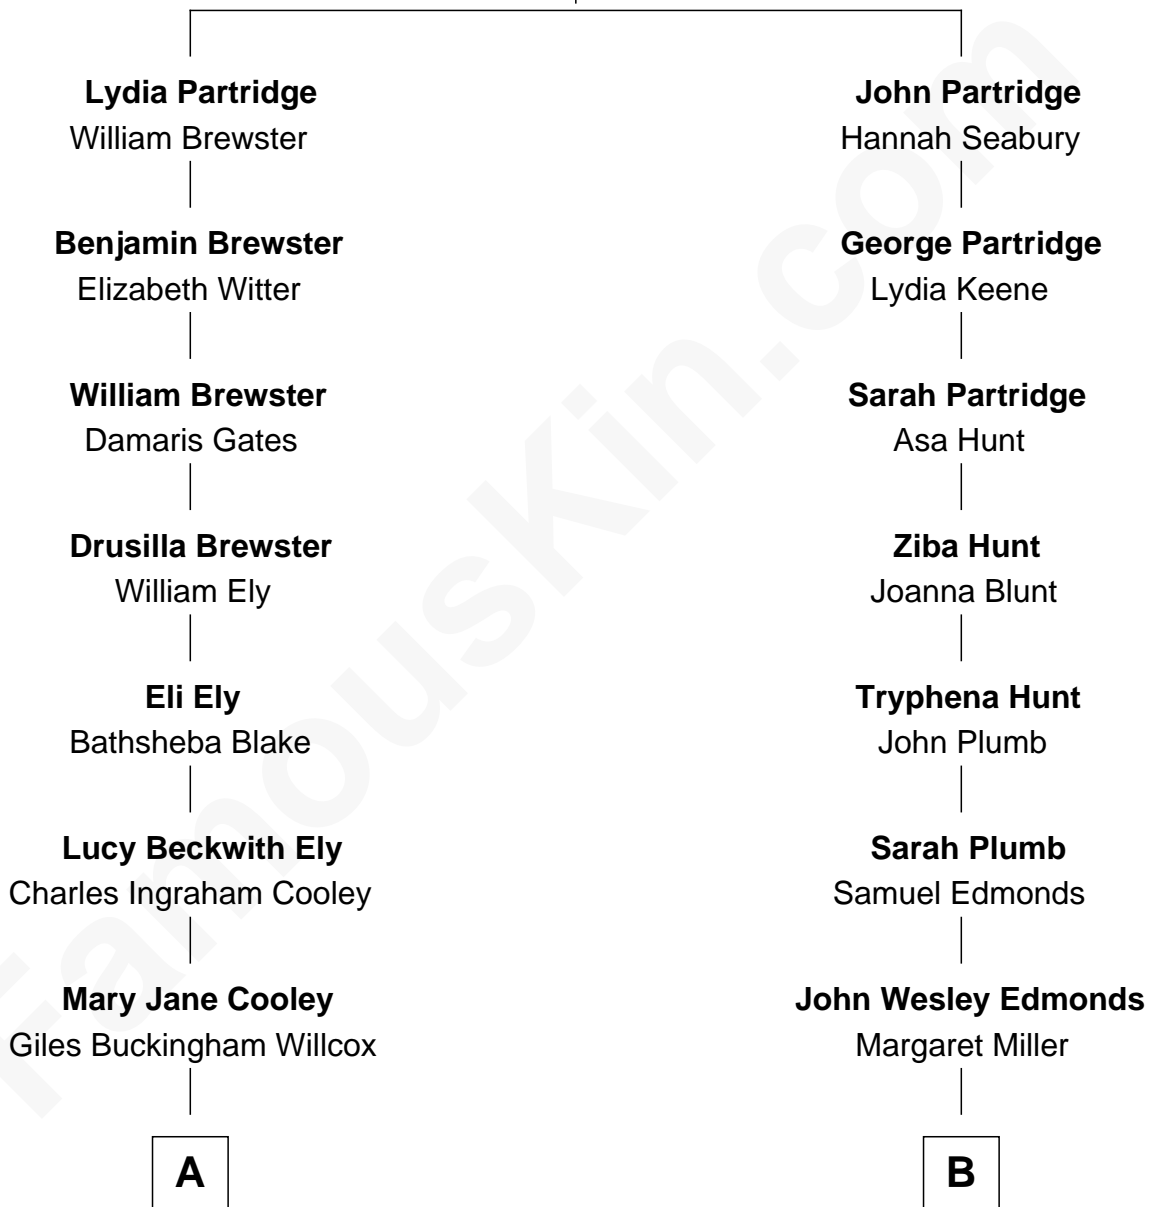 Lydia Partridge
William Brewster
Benjamin Brewster
Elizabeth Witter
William Brewster
Damaris Gates
Drusilla Brewster
William Ely
Eli Ely
Bathsheba Blake
Lucy Beckwith Ely
Charles Ingraham Cooley
Mary Jane Cooley
Giles Buckingham Willcox
A
John Partridge
Hannah Seabury
George Partridge
Lydia Keene
Sarah Partridge
Asa Hunt
Ziba Hunt
Joanna Blunt
Tryphena Hunt
John Plumb
Sarah Plumb
Samuel Edmonds
John Wesley Edmonds
Margaret Miller
B
FamousKin.com